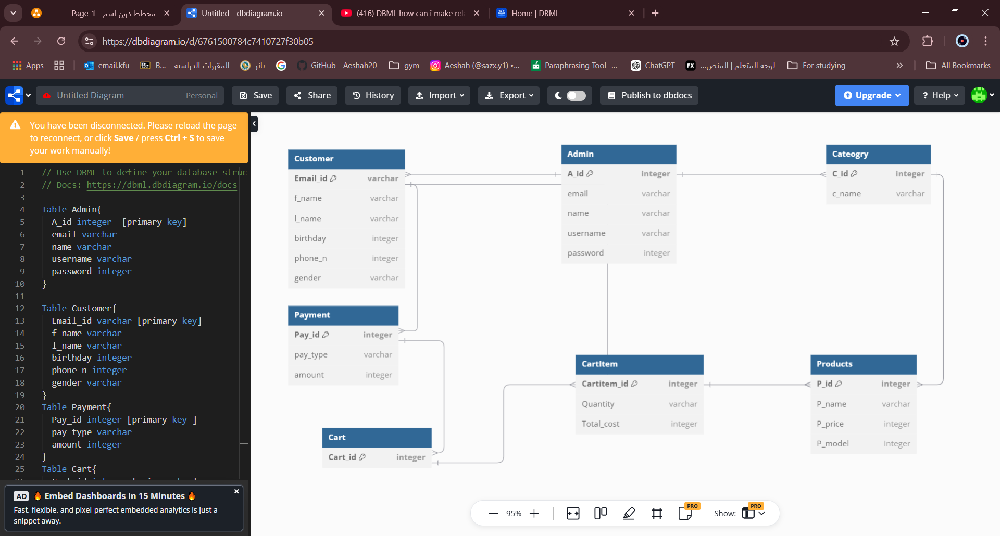 مخطط دون اسم - Page-1
Untitled - dbdiagram.io
(416) DBML how can i make rel
Home | DBML
https://dbdiagram.io/d/6761500784c7410727f30b05
Apps
email.kfu
Bb
المقررات الدراسية – ...B
بانر
GitHub - Aeshah20
gym
Aeshah (@sazx.y1) •...
Paraphrasing Tool -...
ChatGPT
FX
لوحة المتعلم | المنص...
For studying
All Bookmarks
Untitled Diagram
Personal
Save
Share
History
Import
Export
Publish to dbdocs
Upgrade
? Help
You have been disconnected. Please reload the page
to reconnect, or click Save / press Ctrl + S to save
your work manually!
1 // Use DBML to define your database struc
2 // Docs: https://dbml.dbdiagram.io/docs
3
4 Table Admin{
5 A_id integer [primary key]
6 email varchar
7 name varchar
8 username varchar
9 password integer
10 }
11
12 Table Customer{
13 Email_id varchar [primary key]
14 f_name varchar
15 l_name varchar
16 birthday integer
17 phone_n integer
18 gender varchar
19 }
20 Table Payment{
21 Pay_id integer [primary key ]
22 pay_type varchar
23 amount integer
24 }
25 Table Cart{
AD 🔥 Embed Dashboards In 15 Minutes 🔥
Fast, flexible, and pixel-perfect embedded analytics is just a
snippet away.
Customer
Email_id varchar
f_name varchar
l_name varchar
birthday integer
phone_n integer
gender varchar
Admin
A_id integer
email varchar
name varchar
username varchar
password integer
Cateogry
C_id integer
c_name varchar
Payment
Pay_id integer
pay_type varchar
amount integer
CartItem
Cartitem_id integer
Quantity varchar
Total_cost integer
Products
P_id integer
P_name varchar
P_price integer
P_model integer
Cart
Cart_id integer
95%
PRO
Show:
PRO